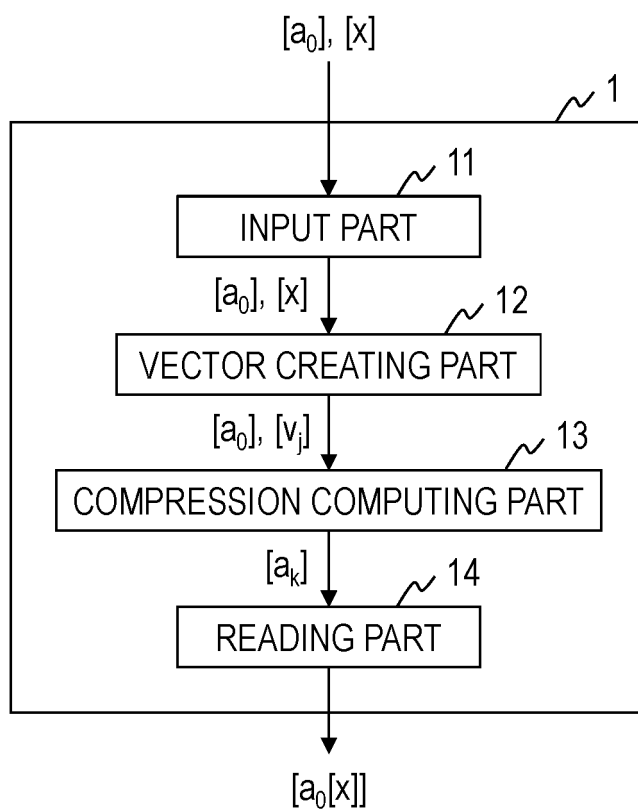 [a₀], [x]
1
11
INPUT PART
[a₀], [x]
12
VECTOR CREATING PART
[a₀], [vⱼ]
13
COMPRESSION COMPUTING PART
[aₖ]
14
READING PART
[a₀[x]]